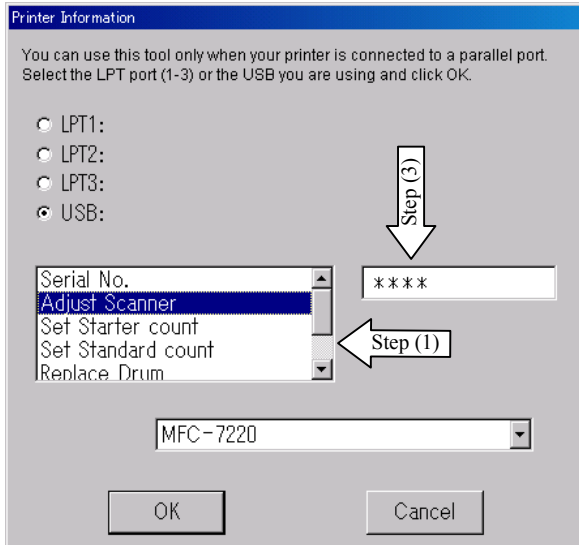 Printer Information
You can use this tool only when your printer is connected to a parallel port.
Select the LPT port (1-3) or the USB you are using and click OK.
LPT1:
LPT2:
LPT3:
USB:
Step (3)
Serial No.
****
Adjust Scanner
Set Starter count
Set Standard count
Step (1)
Replace Drum
MFC-7220
OK
Cancel